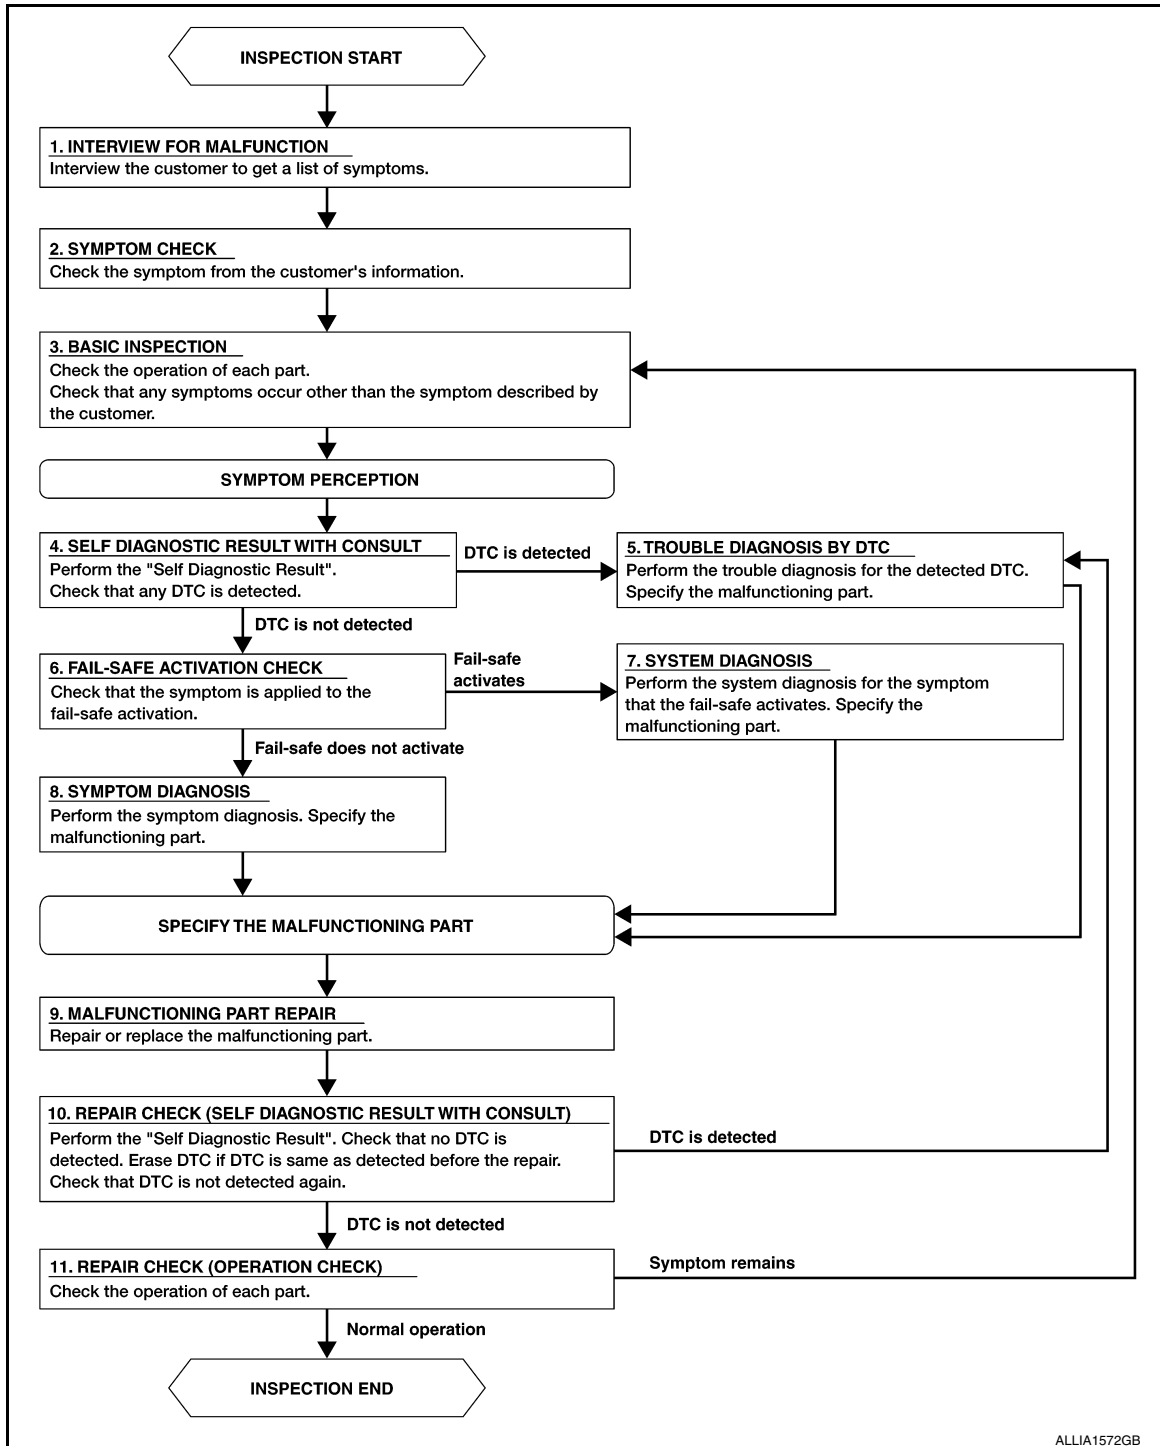 INSPECTION START
1. INTERVIEW FOR MALFUNCTION
Interview the customer to get a list of symptoms.
2. SYMPTOM CHECK
Check the symptom from the customer's information.
3. BASIC INSPECTION
Check the operation of each part.
Check that any symptoms occur other than the symptom described by
the customer.
SYMPTOM PERCEPTION
4. SELF DIAGNOSTIC RESULT WITH CONSULT
Perform the "Self Diagnostic Result".
Check that any DTC is detected.
DTC is detected
5. TROUBLE DIAGNOSIS BY DTC
Perform the trouble diagnosis for the detected DTC.
Specify the malfunctioning part.
DTC is not detected
6. FAIL-SAFE ACTIVATION CHECK
Check that the symptom is applied to the
fail-safe activation.
Fail-safe
activates
7. SYSTEM DIAGNOSIS
Perform the system diagnosis for the symptom
that the fail-safe activates. Specify the
malfunctioning part.
Fail-safe does not activate
8. SYMPTOM DIAGNOSIS
Perform the symptom diagnosis. Specify the
malfunctioning part.
SPECIFY THE MALFUNCTIONING PART
9. MALFUNCTIONING PART REPAIR
Repair or replace the malfunctioning part.
10. REPAIR CHECK (SELF DIAGNOSTIC RESULT WITH CONSULT)
Perform the "Self Diagnostic Result". Check that no DTC is
detected. Erase DTC if DTC is same as detected before the repair.
Check that DTC is not detected again.
DTC is detected
DTC is not detected
11. REPAIR CHECK (OPERATION CHECK)
Check the operation of each part.
Symptom remains
Normal operation
INSPECTION END
ALLIA1572GB